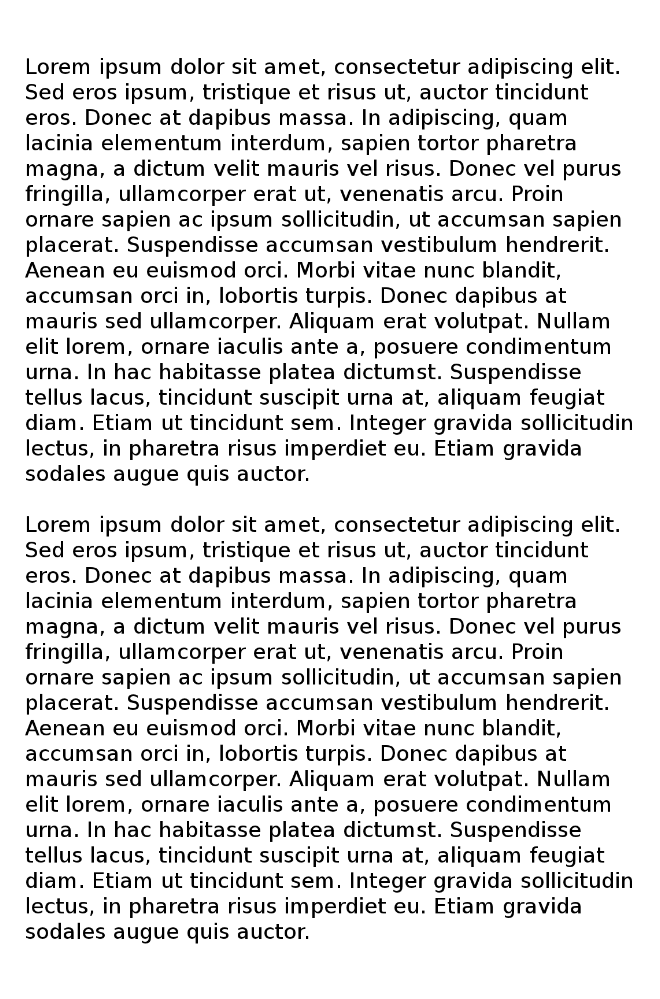 Lorem ipsum dolor sit amet, consectetur adipiscing elit.
Sed eros ipsum, tristique et risus ut, auctor tincidunt
eros. Donec at dapibus massa. In adipiscing, quam
lacinia elementum interdum, sapien tortor pharetra
magna, a dictum velit mauris vel risus. Donec vel purus
fringilla, ullamcorper erat ut, venenatis arcu. Proin
ornare sapien ac ipsum sollicitudin, ut accumsan sapien
placerat. Suspendisse accumsan vestibulum hendrerit.
Aenean eu euismod orci. Morbi vitae nunc blandit,
accumsan orci in, lobortis turpis. Donec dapibus at
mauris sed ullamcorper. Aliquam erat volutpat. Nullam
elit lorem, ornare iaculis ante a, posuere condimentum
urna. In hac habitasse platea dictumst. Suspendisse
tellus lacus, tincidunt suscipit urna at, aliquam feugiat
diam. Etiam ut tincidunt sem. Integer gravida sollicitudin
lectus, in pharetra risus imperdiet eu. Etiam gravida
sodales augue quis auctor.

Lorem ipsum dolor sit amet, consectetur adipiscing elit.
Sed eros ipsum, tristique et risus ut, auctor tincidunt
eros. Donec at dapibus massa. In adipiscing, quam
lacinia elementum interdum, sapien tortor pharetra
magna, a dictum velit mauris vel risus. Donec vel purus
fringilla, ullamcorper erat ut, venenatis arcu. Proin
ornare sapien ac ipsum sollicitudin, ut accumsan sapien
placerat. Suspendisse accumsan vestibulum hendrerit.
Aenean eu euismod orci. Morbi vitae nunc blandit,
accumsan orci in, lobortis turpis. Donec dapibus at
mauris sed ullamcorper. Aliquam erat volutpat. Nullam
elit lorem, ornare iaculis ante a, posuere condimentum
urna. In hac habitasse platea dictumst. Suspendisse
tellus lacus, tincidunt suscipit urna at, aliquam feugiat
diam. Etiam ut tincidunt sem. Integer gravida sollicitudin
lectus, in pharetra risus imperdiet eu. Etiam gravida
sodales augue quis auctor.